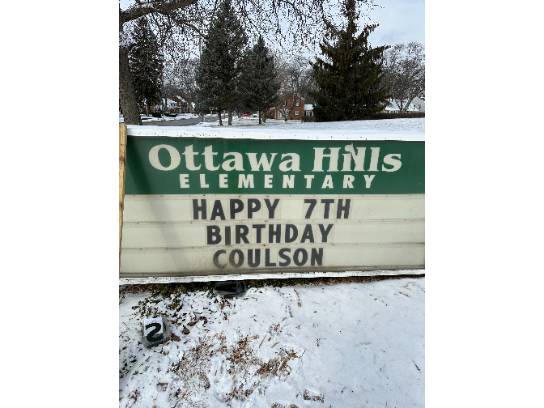 Ottawa Hills
ELEMENTARY
HAPPY 7TH
BIRTHDAY
COULSON
2